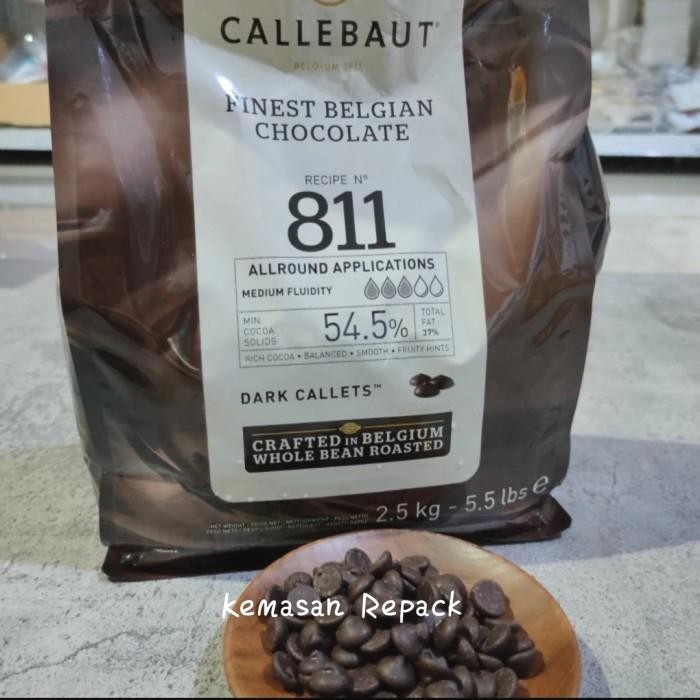 CALLEBAUT
BELGIUM 1911
FINEST BELGIAN
CHOCOLATE
RECIPE N°
811
ALLROUND APPLICATIONS
MEDIUM FLUIDITY
MIN
COCOA
SOLIDS
54.5%
TOTAL
FAT
37%
RICH COCOA • BALANCED • SMOOTH • FRUITY HINTS
DARK CALLETS™
CRAFTED IN BELGIUM
WHOLE BEAN ROASTED
2.5 kg - 5.5 lbs e
Kemasan Repack